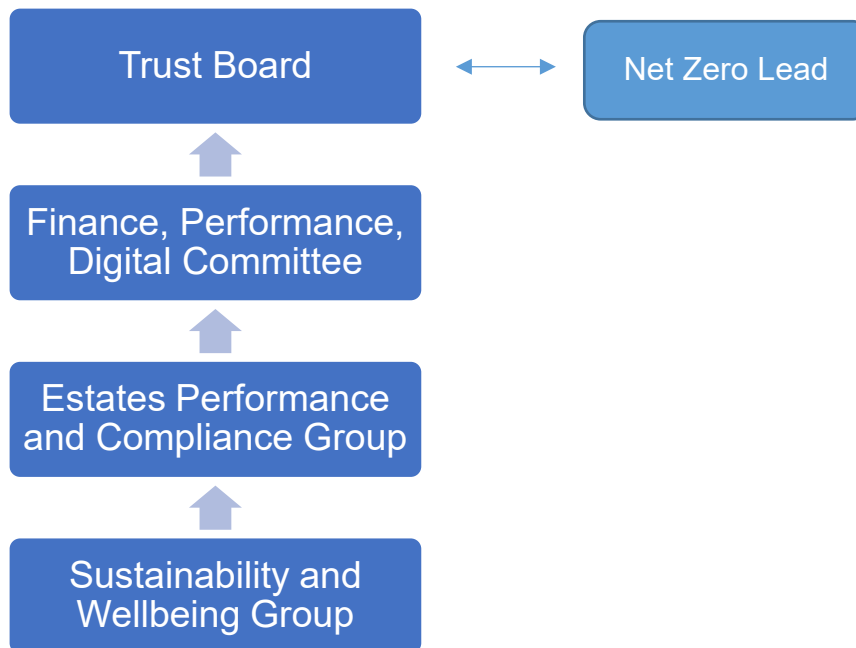 Trust Board
Net Zero Lead
Finance, Performance,
Digital Committee
Estates Performance
and Compliance Group
Sustainability and
Wellbeing Group